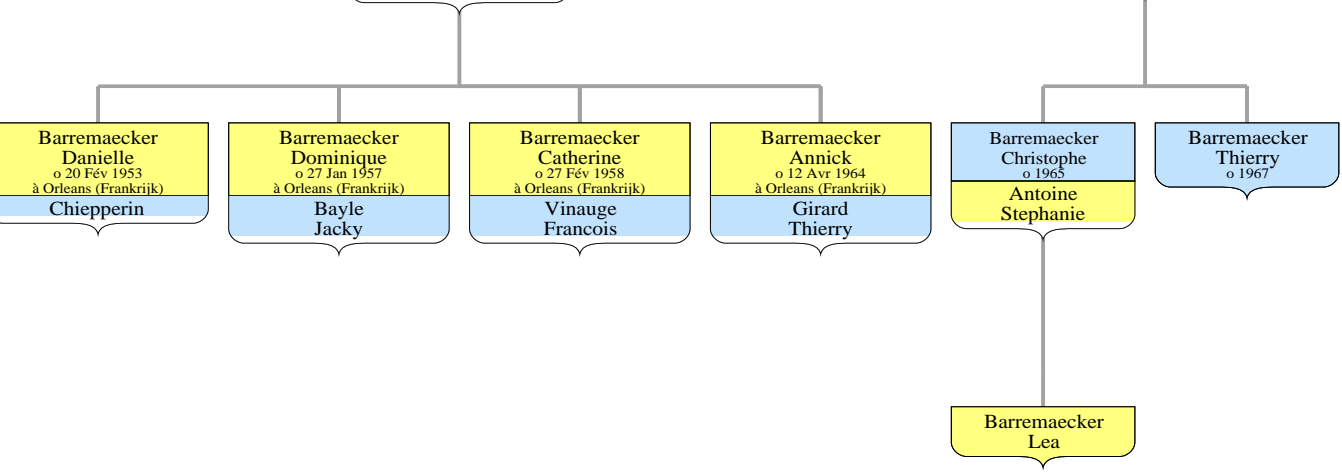 Barremaecker
Danielle
o 20 Fév 1953
à Orleans (Frankrijk)
Chiepperin
Barremaecker
Dominique
o 27 Jan 1957
à Orleans (Frankrijk)
Bayle
Jacky
Barremaecker
Catherine
o 27 Fév 1958
à Orleans (Frankrijk)
Vinauge
Francois
Barremaecker
Annick
o 12 Avr 1964
à Orleans (Frankrijk)
Girard
Thierry
Barremaecker
Christophe
o 1965
Antoine
Stephanie
Barremaecker
Thierry
o 1967
Barremaecker
Lea